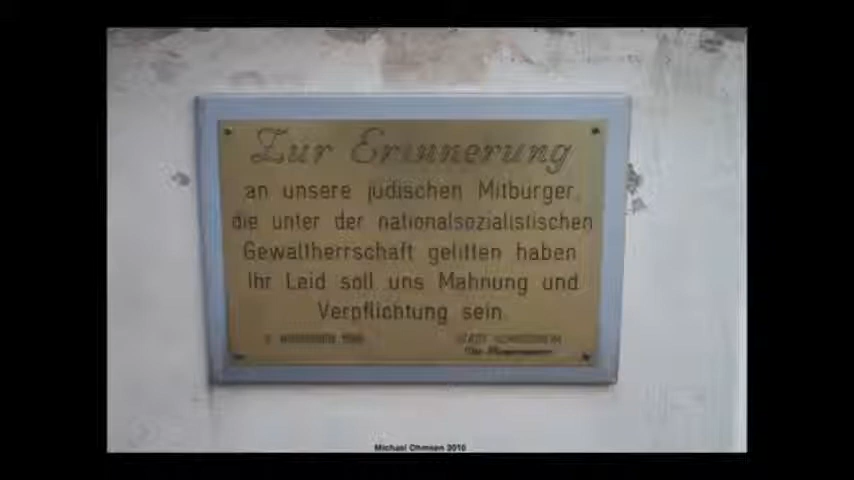 Zur Erinnerung
an unsere jüdischen Mitbürger,
die unter der nationalsozialistischen
Gewaltherrschaft gelitten haben
Ihr Leid soll uns Mahnung und
Verpflichtung sein.
Michael Ohmsen 2010